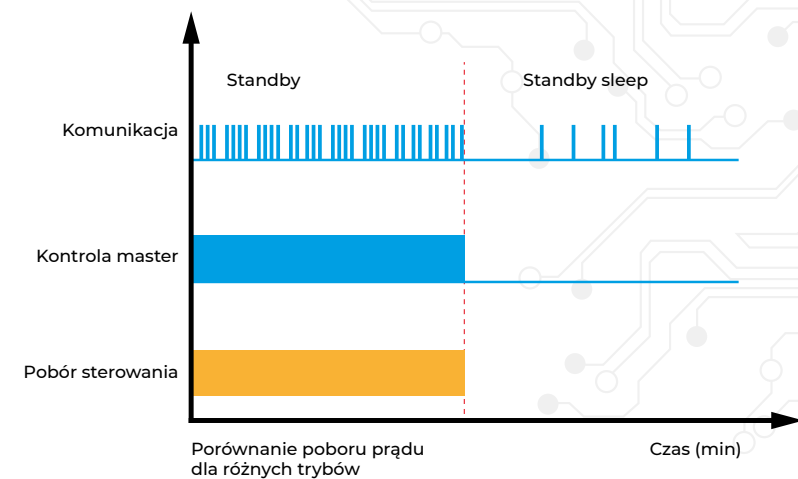 Standby
Standby sleep
Komunikacja
Kontrola master
Pobór sterowania
Porównanie poboru prądu
dla różnych trybów
Czas (min)